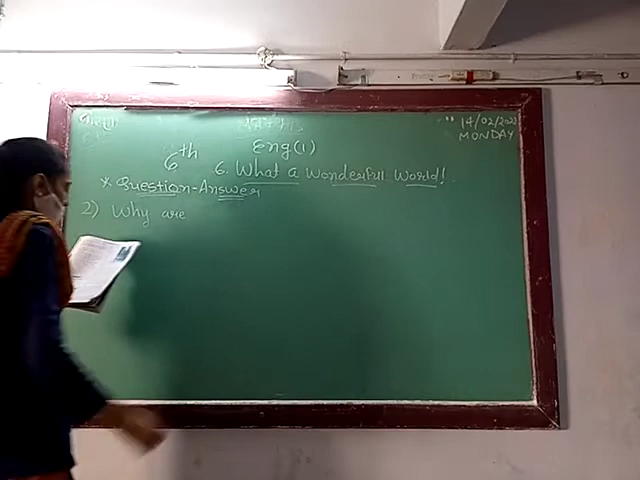 14/02/2022
MONDAY
6th Eng(1)
6. What a Wonderfull World!
* Question-Answer
2) Why are